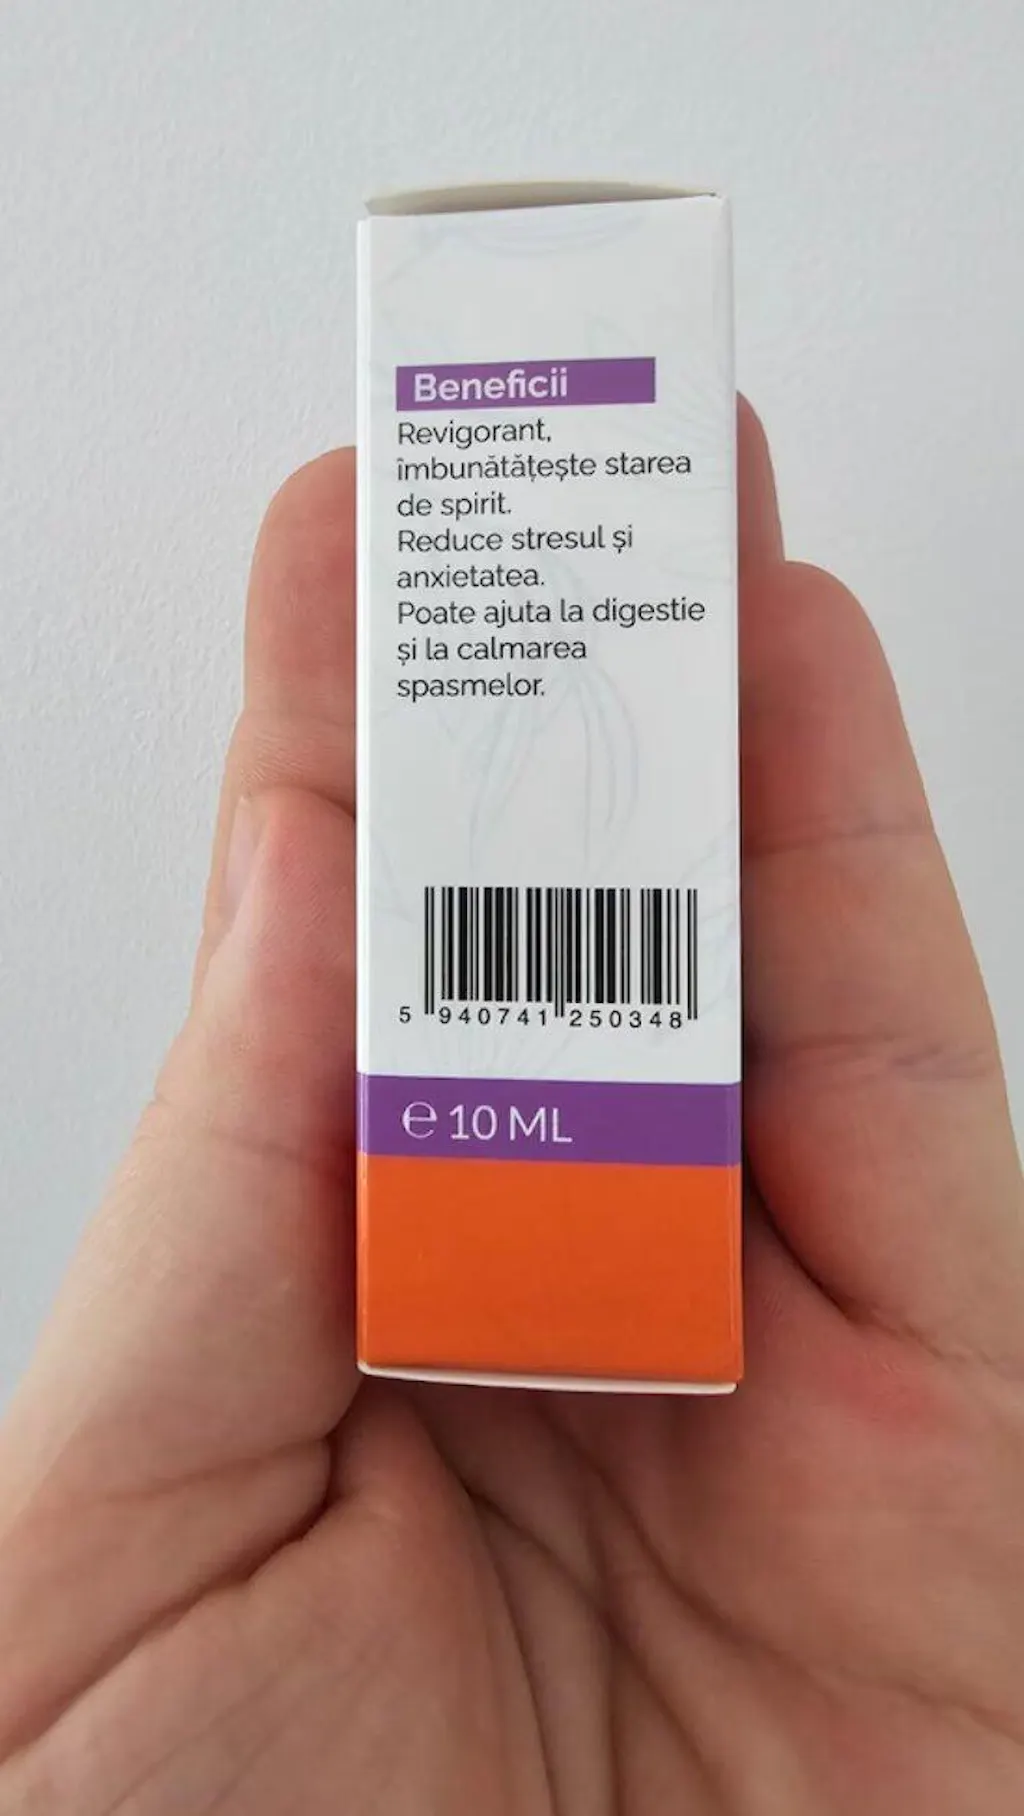 Beneficii
Revigorant,
îmbunătățește starea
de spirit.
Reduce stresul și
anxietatea.
Poate ajuta la digestie
și la calmarea
spasmelor.
5 940741 250348
℮ 10 ML